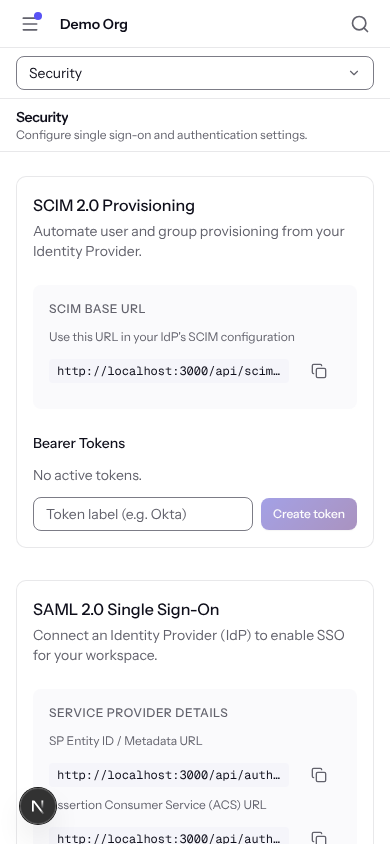 Demo Org
Security
Security
Configure single sign-on and authentication settings.
SCIM 2.0 Provisioning
Automate user and group provisioning from your
Identity Provider.
SCIM BASE URL
Use this URL in your IdP's SCIM configuration
http://localhost:3000/api/scim…
Bearer Tokens
No active tokens.
Token label (e.g. Okta)
Create token
SAML 2.0 Single Sign-On
Connect an Identity Provider (IdP) to enable SSO
for your workspace.
SERVICE PROVIDER DETAILS
SP Entity ID / Metadata URL
http://localhost:3000/api/auth…
N
ssertion Consumer Service (ACS) URL
http://localhost:3000/api/auth…